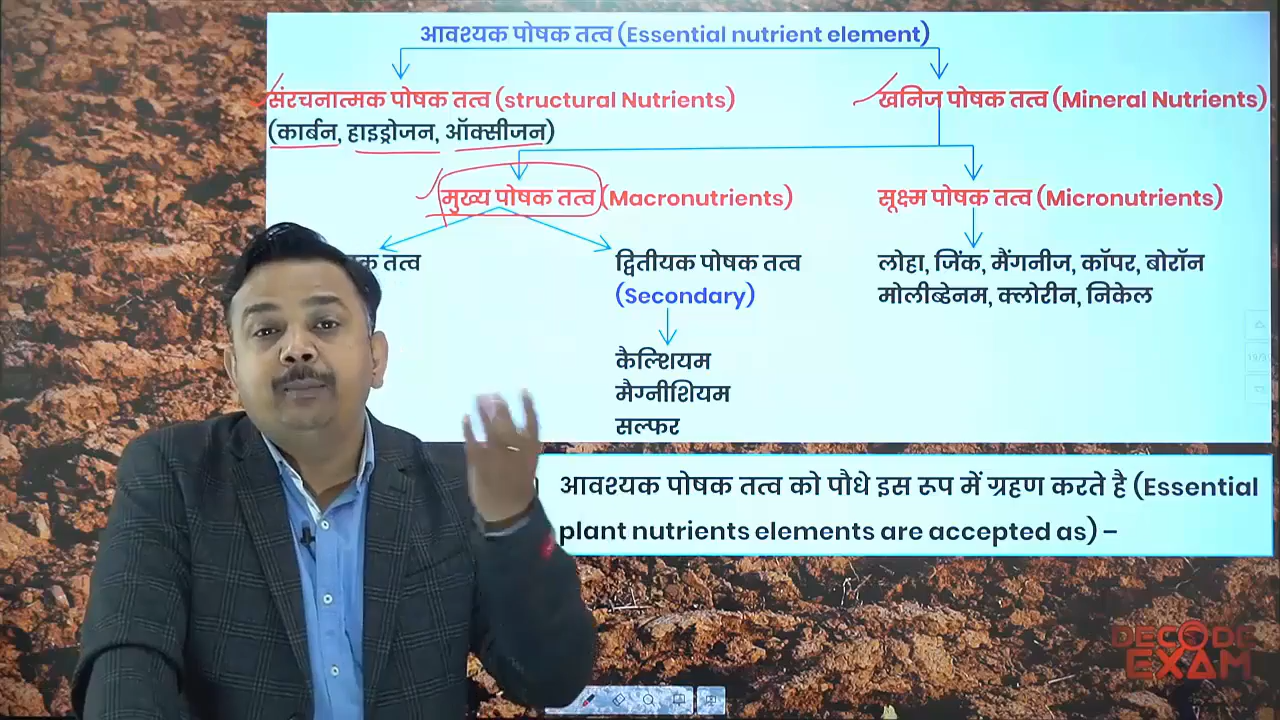 आवश्यक पोषक तत्व (Essential nutrient element)
संरचनात्मक पोषक तत्व (structural Nutrients)
खनिज पोषक तत्व (Mineral Nutrients)
(कार्बन, हाइड्रोजन, ऑक्सीजन)
मुख्य पोषक तत्व (Macronutrients)
सूक्ष्म पोषक तत्व (Micronutrients)
तत्व
द्वितीयक पोषक तत्व
(Secondary)
लोहा, जिंक, मैंगनीज, कॉपर, बोरॉन
मोलीब्डेनम, क्लोरीन, निकेल
कैल्शियम
मैग्नीशियम
सल्फर
आवश्यक पोषक तत्व को पौधे इस रूप में ग्रहण करते है (Essential
plant nutrients elements are accepted as) –
DECODE
EXAM